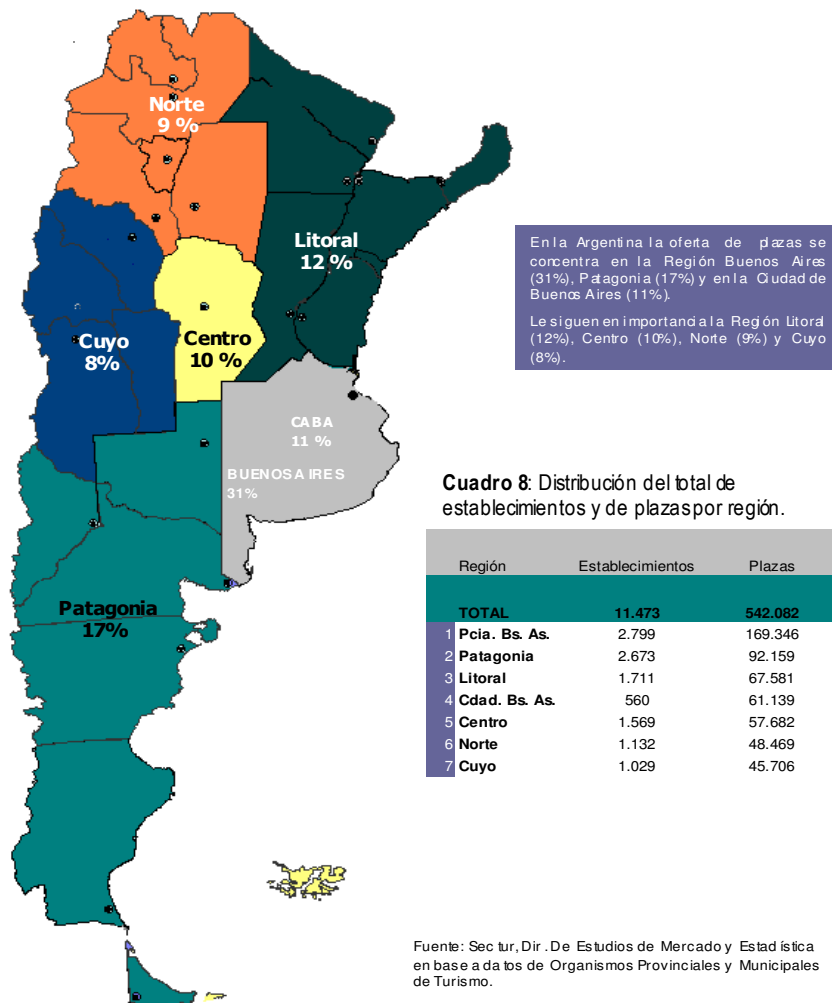 Norte
9 %
Litoral
12 %
Cuyo
8%
Centro
10 %
CABA
11 %
BUENOS AIRES
31%
Patagonia
17%
En la Argentina la oferta de plazas se
concentra en la Región Buenos Aires
(31%), Patagonia (17%) y en la Ciudad de
Buenos Aires (11%).
Le siguen en importancia la Región Litoral
(12%), Centro (10%), Norte (9%) y Cuyo
(8%).
Cuadro 8: Distribución del total de
establecimientos y de plazas por región.
Región Establecimientos Plazas
TOTAL 11.473 542.082
1 Pcia. Bs. As. 2.799 169.346
2 Patagonia 2.673 92.159
3 Litoral 1.711 67.581
4 Cdad. Bs. As. 560 61.139
5 Centro 1.569 57.682
6 Norte 1.132 48.469
7 Cuyo 1.029 45.706
Fuente: Sec tur, Dir . De Estudios de Mercado y Estadística
en base a datos de Organismos Provinciales y Municipales
de Turismo.